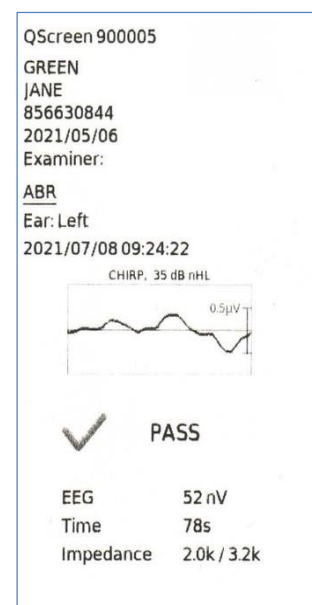 QScreen 900005
GREEN
JANE
856630844
2021/05/06
Examiner:
ABR
Ear: Left
2021/07/08 09:24:22
CHIRP, 35 dB nHL
0.5µV
PASS
EEG 52 nV
Time 78s
Impedance 2.0k / 3.2k